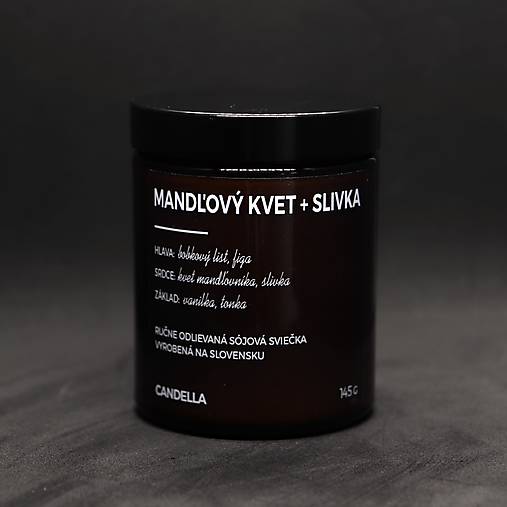 MANDĽOVÝ KVET + SLIVKA
HLAVA: bobkový list, figa
SRDCE: kvet mandľovníka, slivka
ZÁKLAD: vanilka, tonka
RUČNE ODLIEVANÁ SÓJOVÁ SVIEČKA
VYROBENÁ NA SLOVENSKU
CANDELLA
145 G